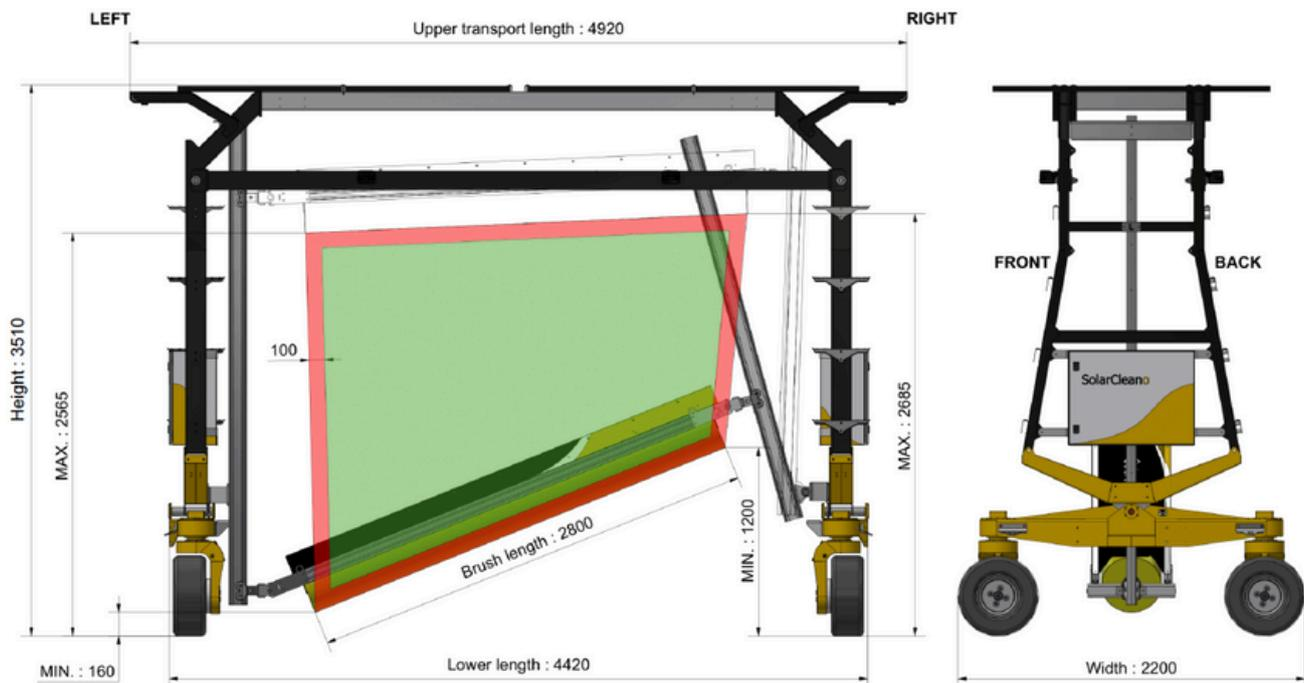 LEFT
Upper transport length : 4920
RIGHT
Height : 3510
MAX. : 2565
100
Brush length : 2800
MIN. : 1200
MAX. : 2685
MIN. : 160
Lower length : 4420
FRONT
BACK
SolarCleano
Width : 2200